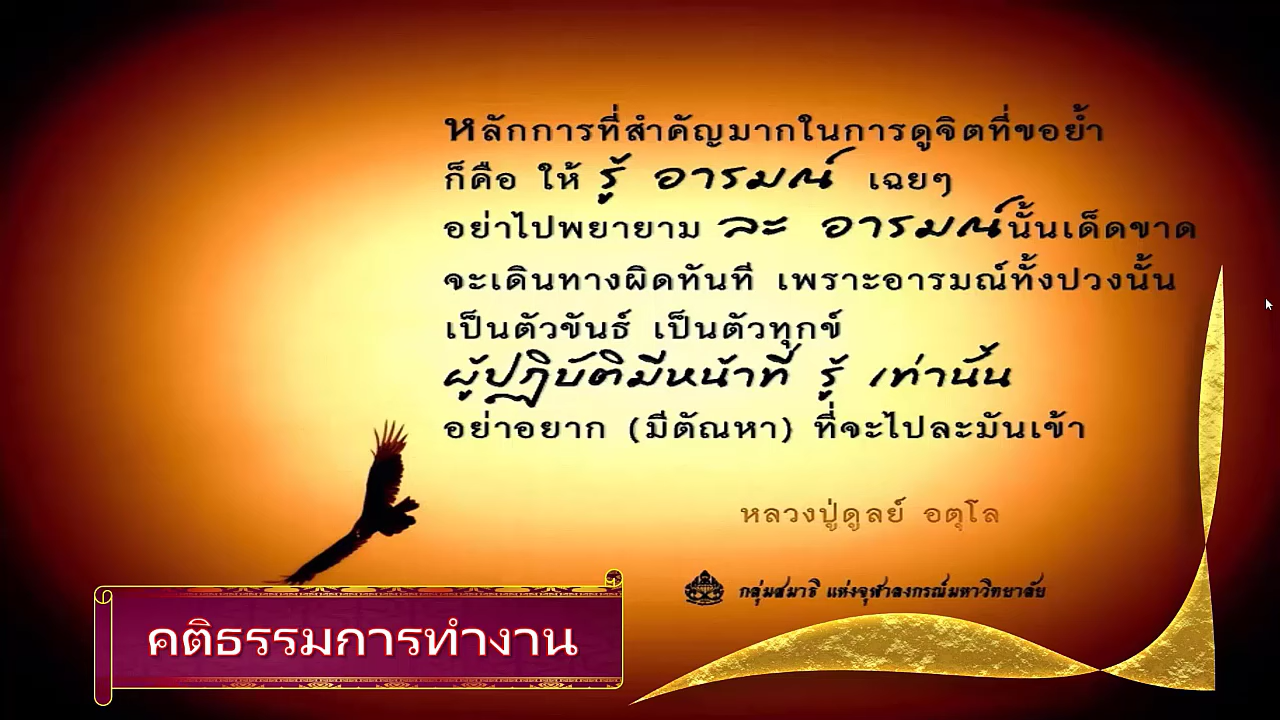 หลักการที่สำคัญมากในการดูจิตที่ขอย้ำ
ก็คือ ให้ รู้ อารมณ์ เฉยๆ
อย่าไปพยายาม ละ อารมณ์นั้นเด็ดขาด
จะเดินทางผิดทันที เพราะอารมณ์ทั้งปวงนั้น
เป็นตัวขันธ์ เป็นตัวทุกข์
ผู้ปฏิบัติมีหน้าที่ รู้ เท่านั้น
อย่าอยาก (มีตัณหา) ที่จะไปละมันเข้า
หลวงปู่ดูลย์ อตุโล
กลุ่มสมาธิ แห่งจุฬาลงกรณ์มหาวิทยาลัย
คติธรรมการทำงาน